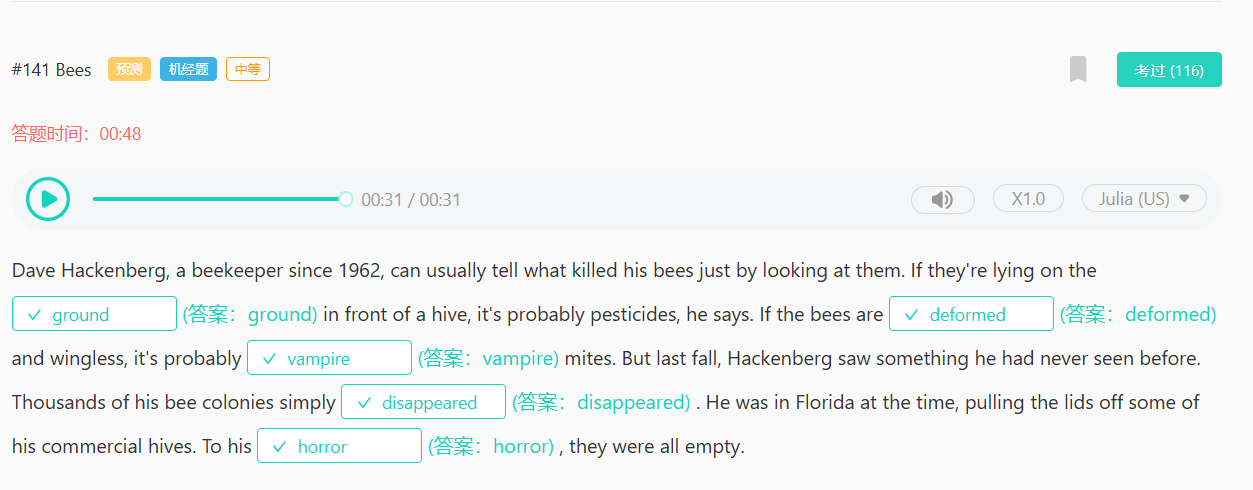 #141 Bees 预测 机经题 中等 考过 (116)
答题时间：00:48
00:31 / 00:31 X1.0 Julia (US)
Dave Hackenberg, a beekeeper since 1962, can usually tell what killed his bees just by looking at them. If they're lying on the
ground (答案：ground) in front of a hive, it's probably pesticides, he says. If the bees are deformed (答案：deformed)
and wingless, it's probably vampire (答案：vampire) mites. But last fall, Hackenberg saw something he had never seen before.
Thousands of his bee colonies simply disappeared (答案：disappeared) . He was in Florida at the time, pulling the lids off some of
his commercial hives. To his horror (答案：horror) , they were all empty.